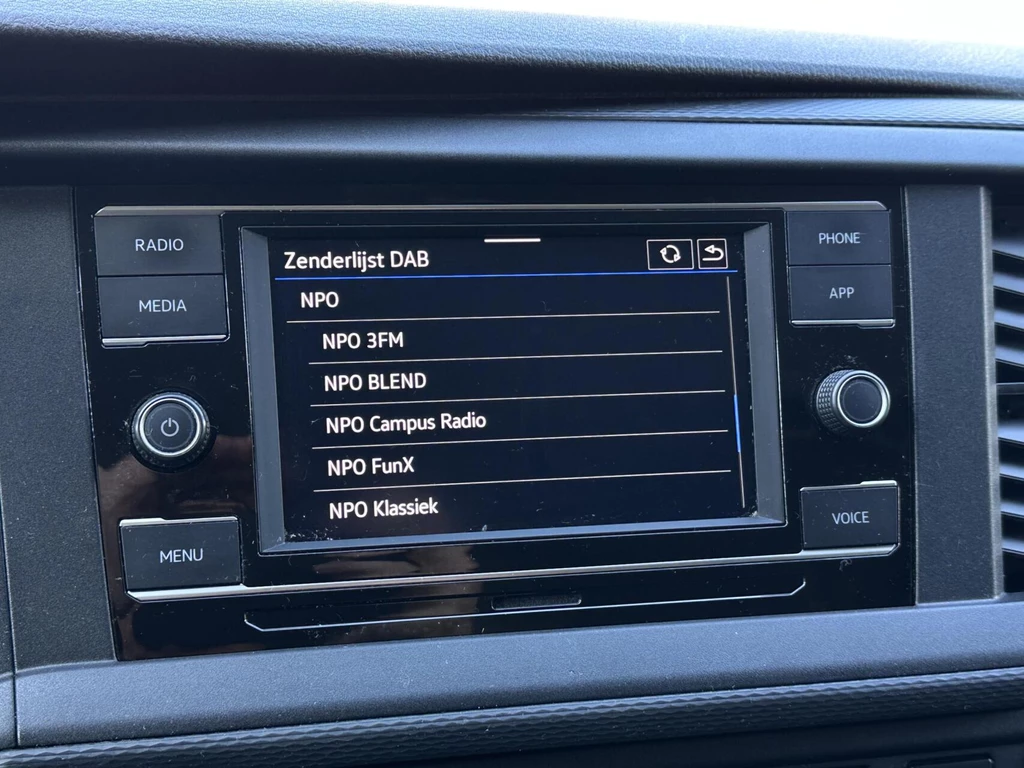 RADIO
MEDIA
MENU
Zenderlijst DAB
NPO
NPO 3FM
NPO BLEND
NPO Campus Radio
NPO FunX
NPO Klassiek
PHONE
APP
VOICE